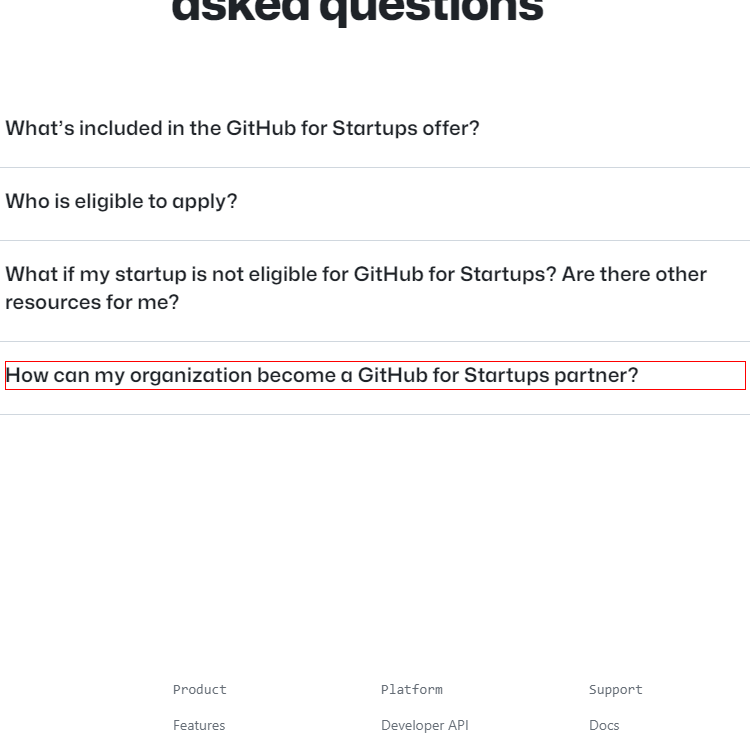 asked questions
What's included in the GitHub for Startups offer?
Who is eligible to apply?
What if my startup is not eligible for GitHub for Startups? Are there other
resources for me?
How can my organization become a GitHub for Startups partner?
Product Platform Support
Features Developer API Docs